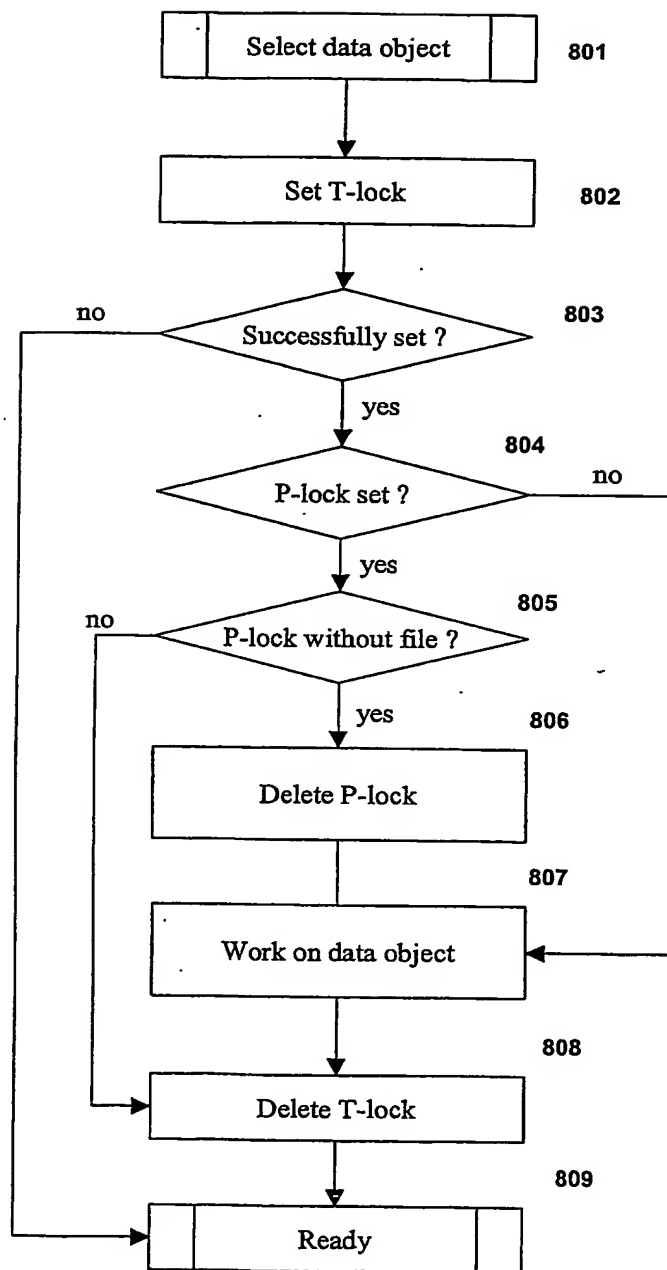 Select data object 801
Set T-lock 802
803
no
Successfully set ?
yes
804
P-lock set ? no
yes
805
no
P-lock without file ?
yes
806
Delete P-lock
807
Work on data object
808
Delete T-lock
809
Ready